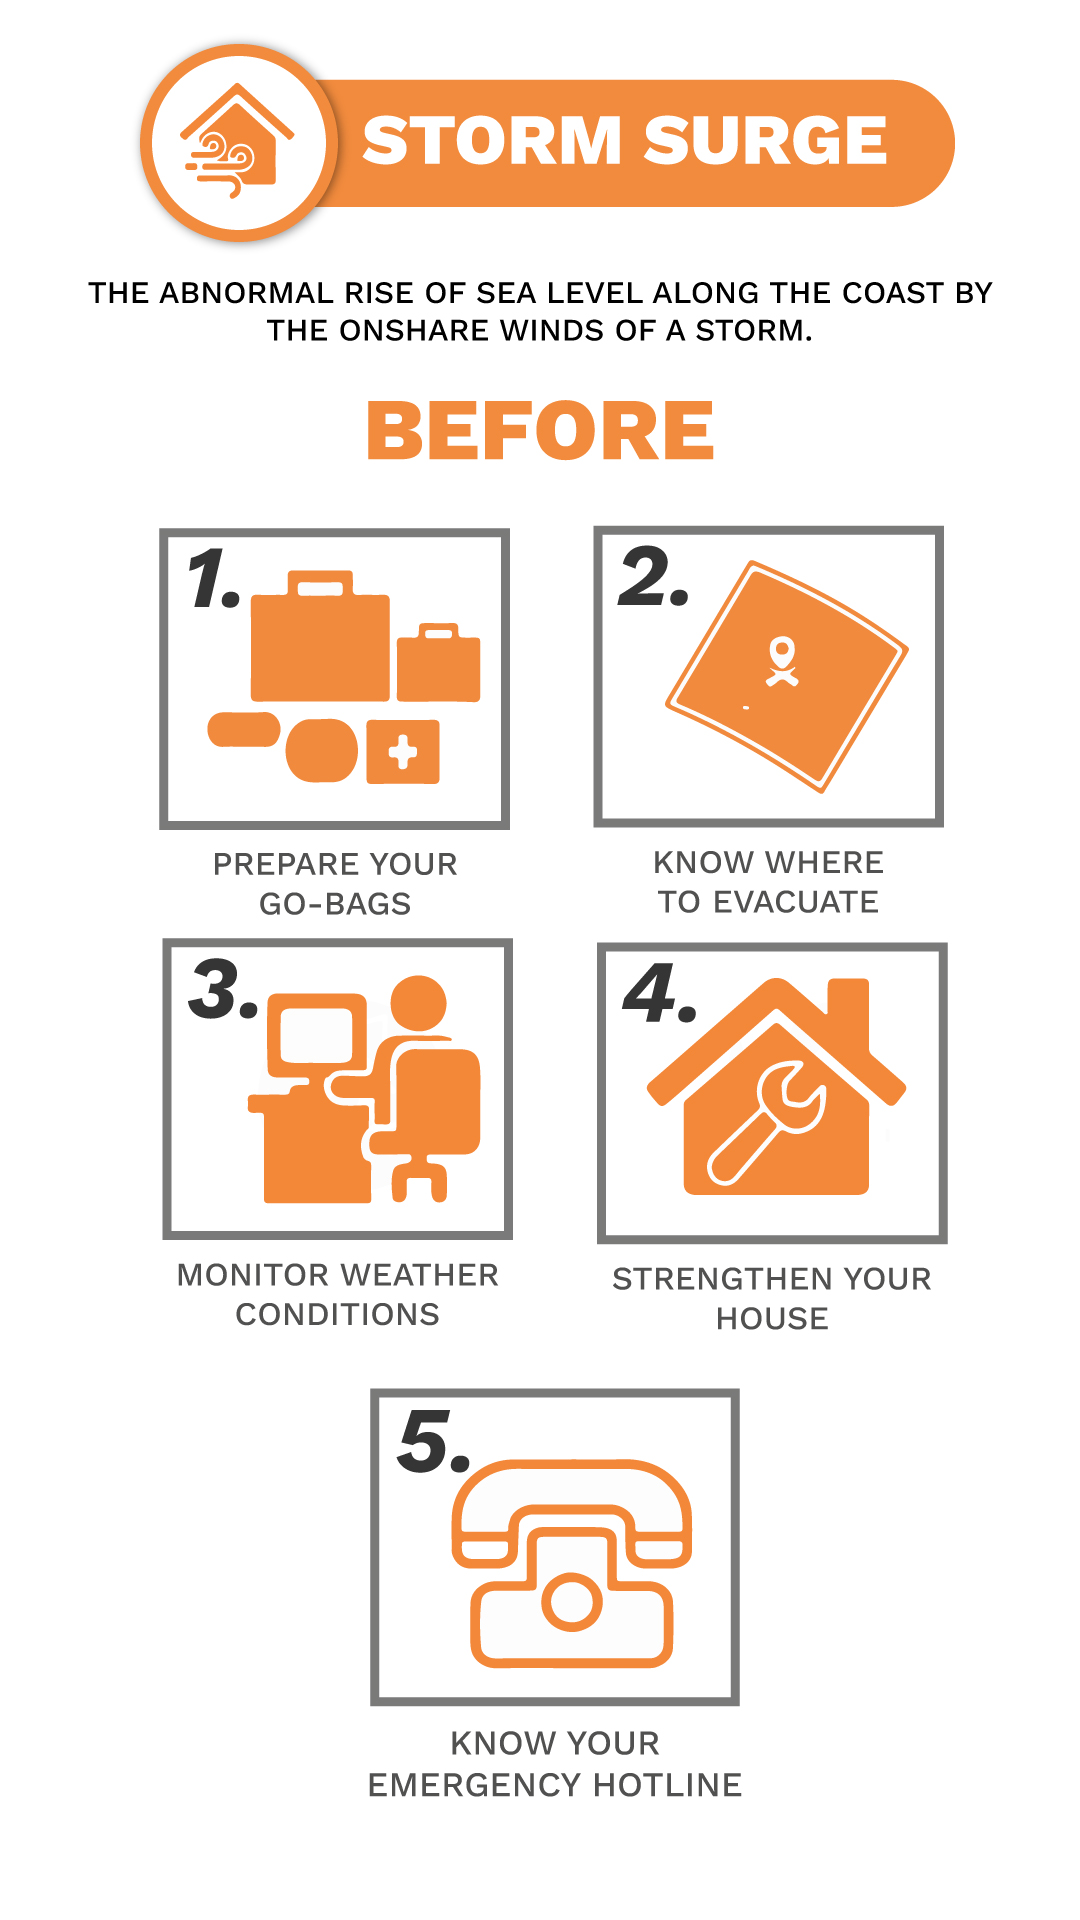 STORM SURGE
THE ABNORMAL RISE OF SEA LEVEL ALONG THE COAST BY
THE ONSHARE WINDS OF A STORM.
BEFORE
1.
PREPARE YOUR
GO-BAGS
2.
KNOW WHERE
TO EVACUATE
3.
MONITOR WEATHER
CONDITIONS
4.
STRENGTHEN YOUR
HOUSE
5.
KNOW YOUR
EMERGENCY HOTLINE